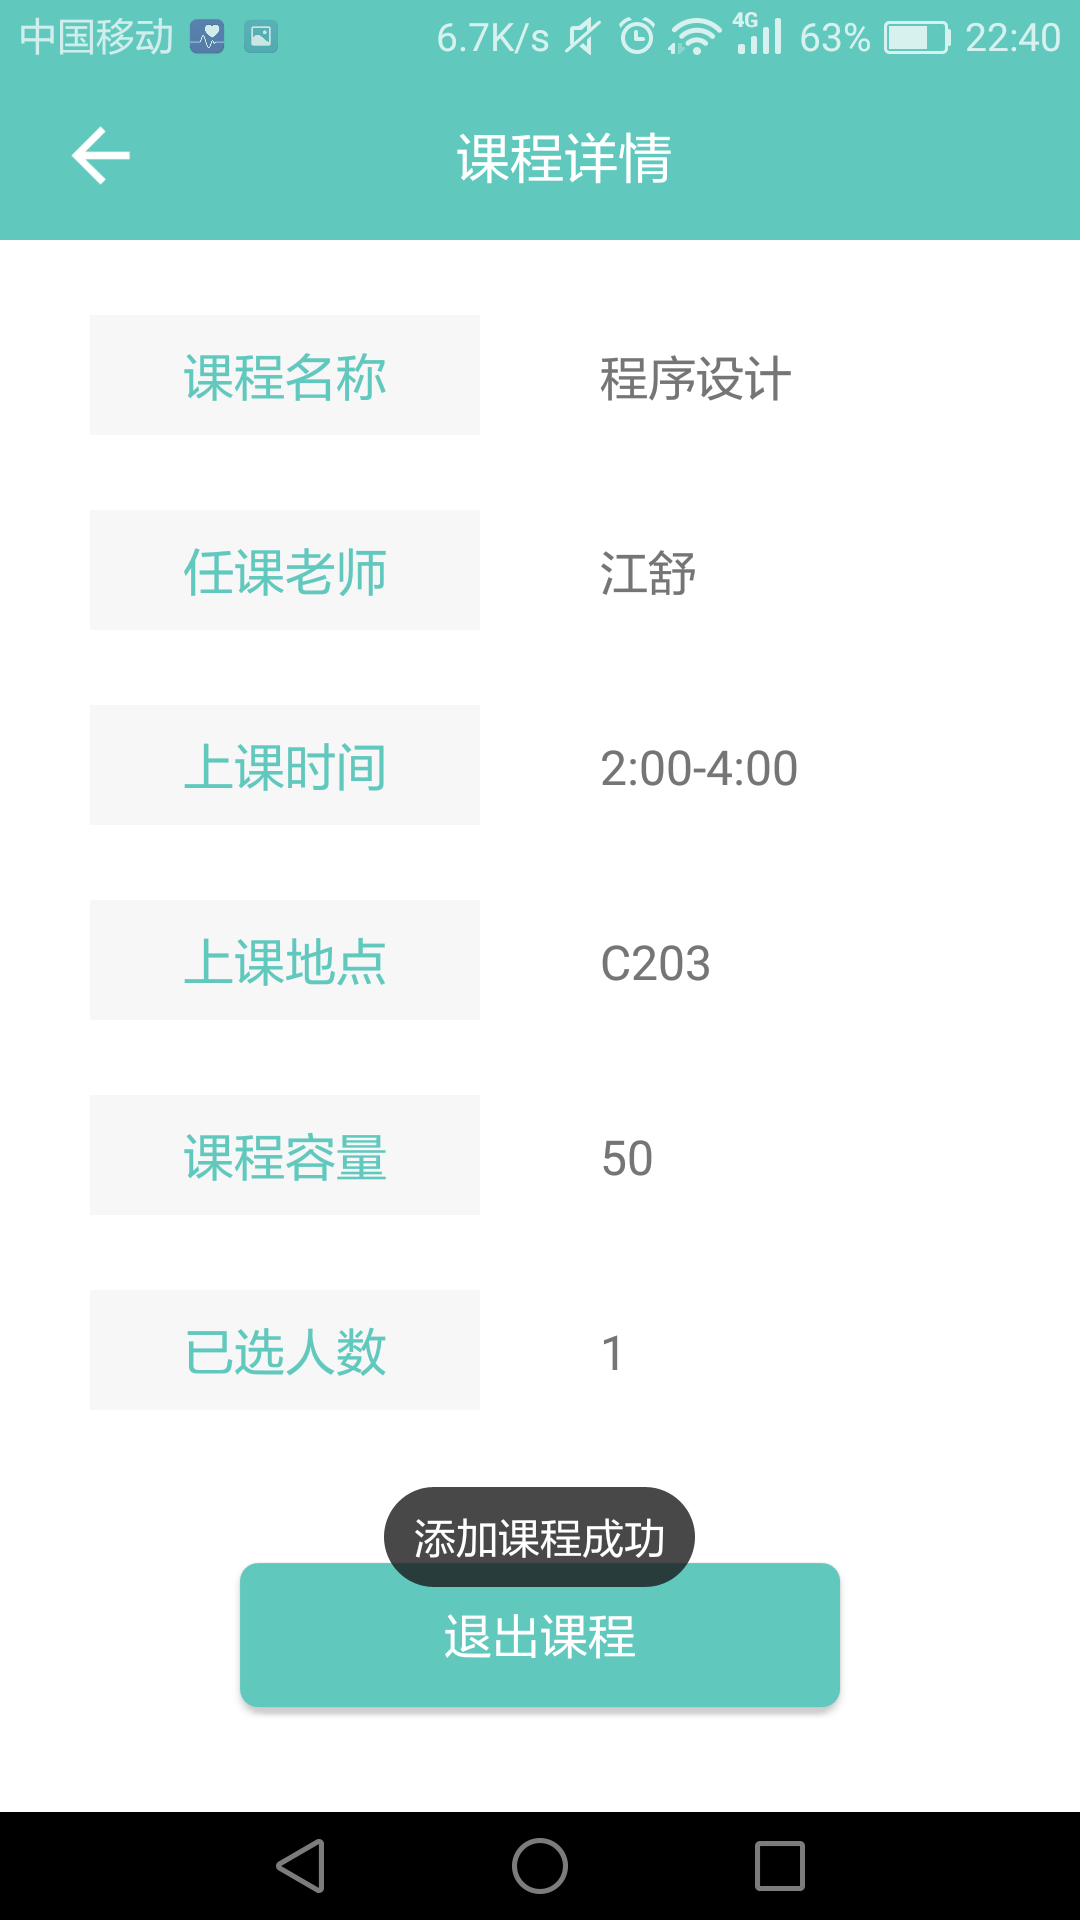 中国移动 6.7K/s 4G 63% 22:40
课程详情
课程名称 程序设计
任课老师 江舒
上课时间 2:00-4:00
上课地点 C203
课程容量 50
已选人数 1
添加课程成功
退出课程